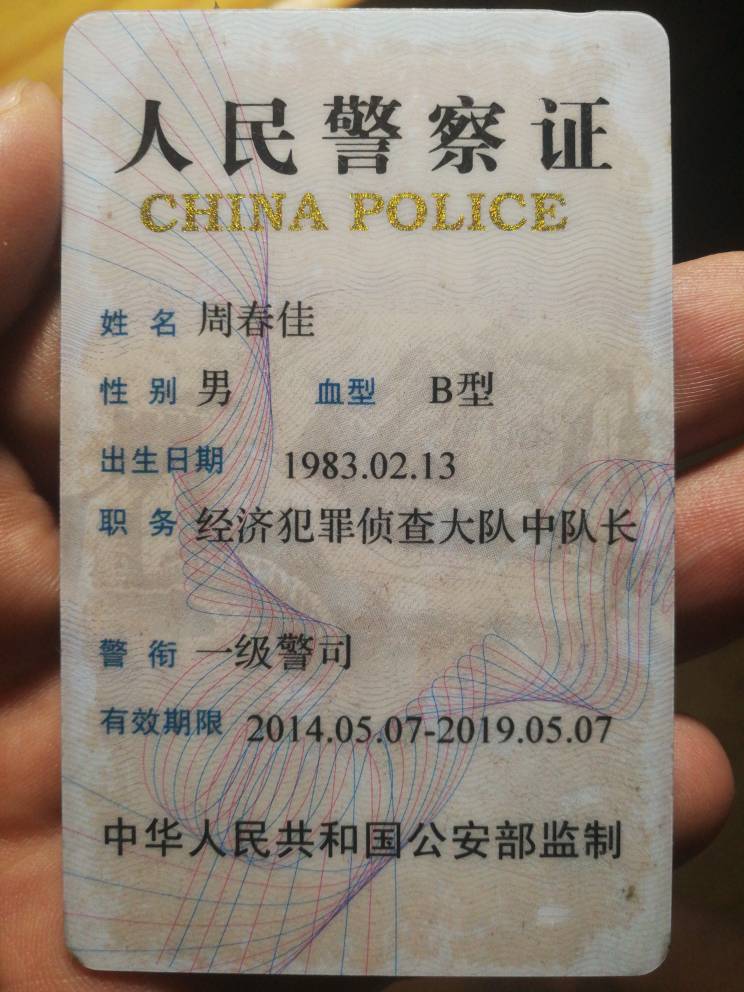 人民警察证
CHINA POLICE
姓名 周春佳
性别 男 血型 B型
出生日期 1983.02.13
职务 经济犯罪侦查大队中队长
警衔 一级警司
有效期限 2014.05.07-2019.05.07
中华人民共和国公安部监制